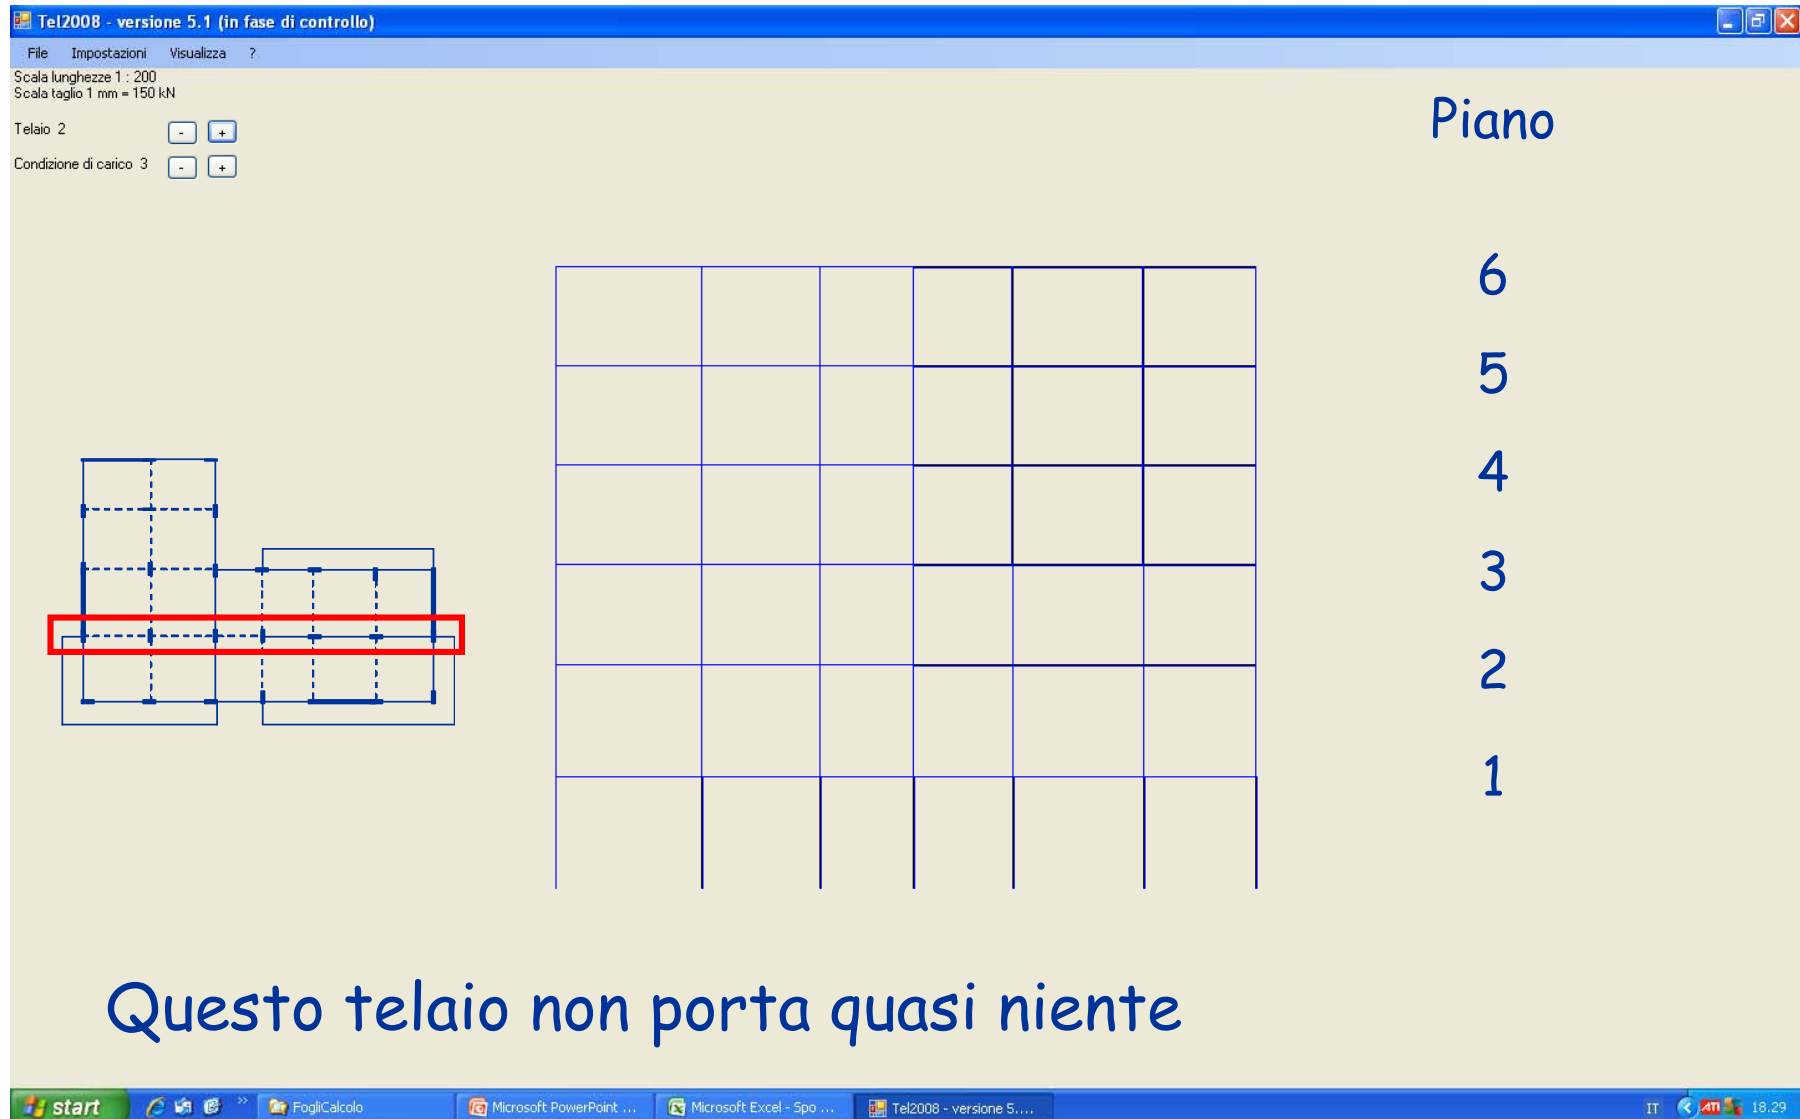 Tel2008 - versione 5.1 (in fase di controllo)
File Impostazioni Visualizza ?
Scala lunghezze 1 : 200
Scala taglio 1 mm = 150 kN
Telaio 2 - +
Condizione di carico 3 - +
Piano
6
5
4
3
2
1
Questo telaio non porta quasi niente
start » FogliCalcolo Microsoft PowerPoint ... Microsoft Excel - Spo ... Tel2008 - versione 5.... IT ATI 18.29